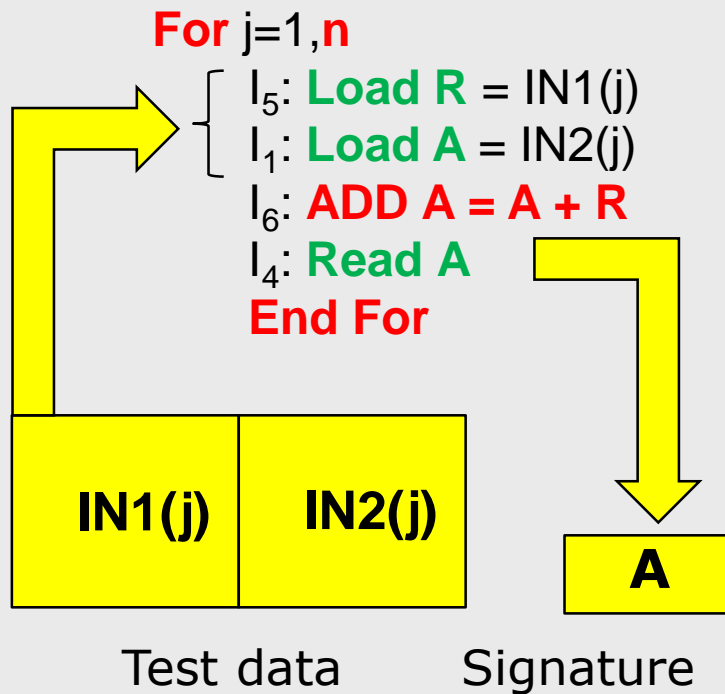 For j=1,n
I₅: Load R = IN1(j)
I₁: Load A = IN2(j)
I₆: ADD A = A + R
I₄: Read A
End For
IN1(j) IN2(j)
A
Test data Signature